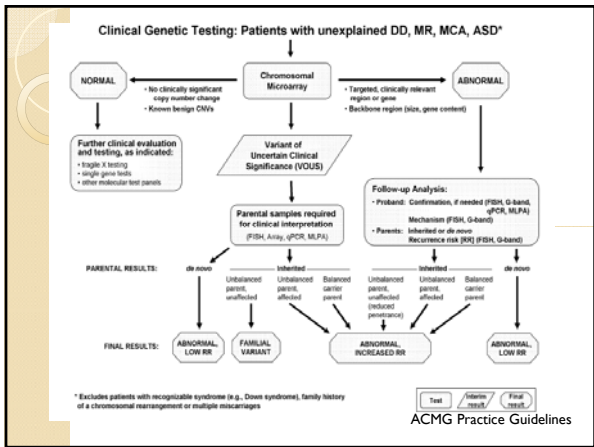 Clinical Genetic Testing: Patients with unexplained DD, MR, MCA, ASD*
NORMAL
• No clinically significant
copy number change
• Known benign CNVs
Chromosomal
Microarray
• Targeted, clinically relevant
region or gene
• Backbone region (size, gene content)
ABNORMAL
Further clinical evaluation
and testing, as indicated:
• fragile X testing
• single gene tests
• other molecular test panels
Variant of
Uncertain Clinical
Significance (VOUS)
Parental samples required
for clinical interpretation
(FISH, Array, qPCR, MLPA)
Follow-up Analysis:
• Proband: Confirmation, if needed (FISH, G-band,
qPCR, MLPA)
Mechanism (FISH, G-band)
• Parents: Inherited or de novo
Recurrence risk [RR] (FISH, G-band)
PARENTAL RESULTS:
de novo
Inherited
Unbalanced
parent,
unaffected
Unbalanced
parent,
affected
Balanced
carrier
parent
Inherited
Unbalanced
parent,
unaffected
(reduced
penetrance)
Unbalanced
parent,
affected
Balanced
carrier
parent
de novo
FINAL RESULTS:
ABNORMAL,
LOW RR
FAMILIAL
VARIANT
ABNORMAL,
INCREASED RR
ABNORMAL,
LOW RR
* Excludes patients with recognizable syndrome (e.g., Down syndrome), family history
of a chromosomal rearrangement or multiple miscarriages
Test
Interim
result
Final
result
ACMG Practice Guidelines